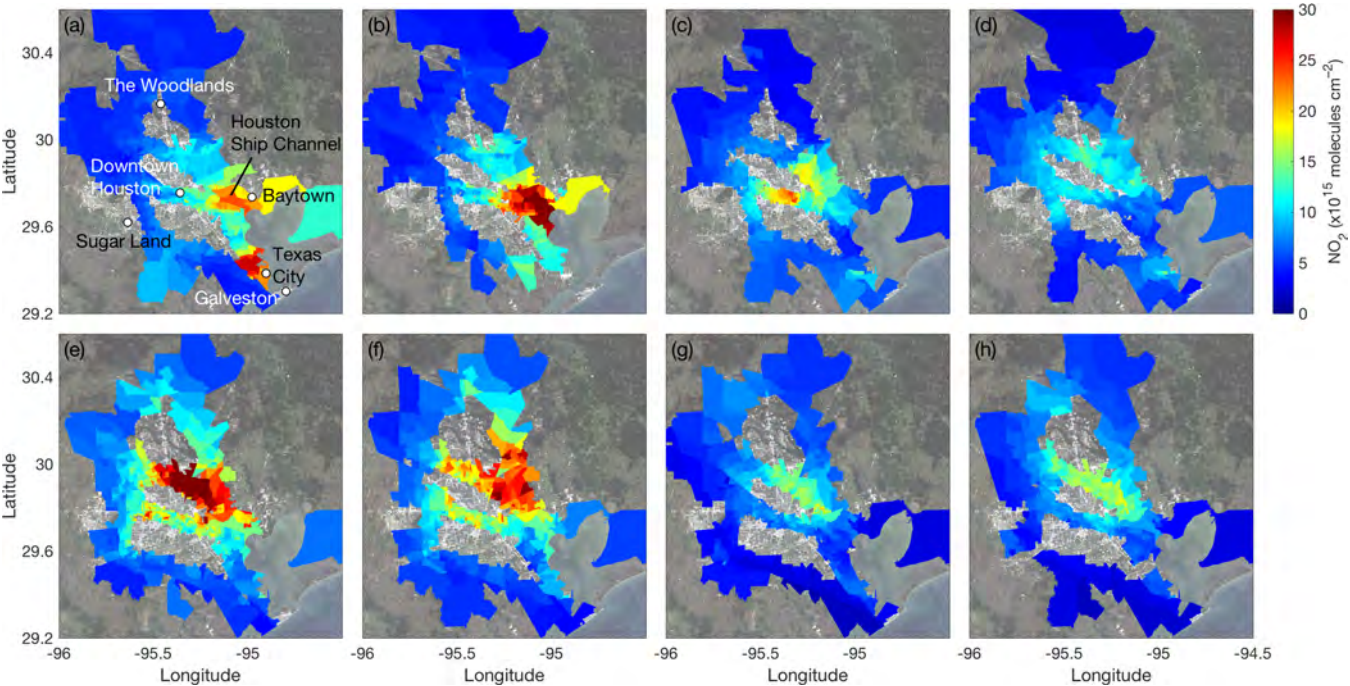 (a)
(b)
(c)
(d)
30.4
30
29.6
29.2
Latitude
The Woodlands
Houston
Ship Channel
Downtown
Houston
Baytown
Sugar Land
Texas
City
Galveston
30
25
20
15
10
5
0
NO2 (x10^15 molecules cm^−2)
(e)
(f)
(g)
(h)
30.4
30
29.6
29.2
Latitude
-96
-95.5
-95
-96
-95.5
-95
-96
-95.5
-95
-96
-95.5
-95
-94.5
Longitude
Longitude
Longitude
Longitude